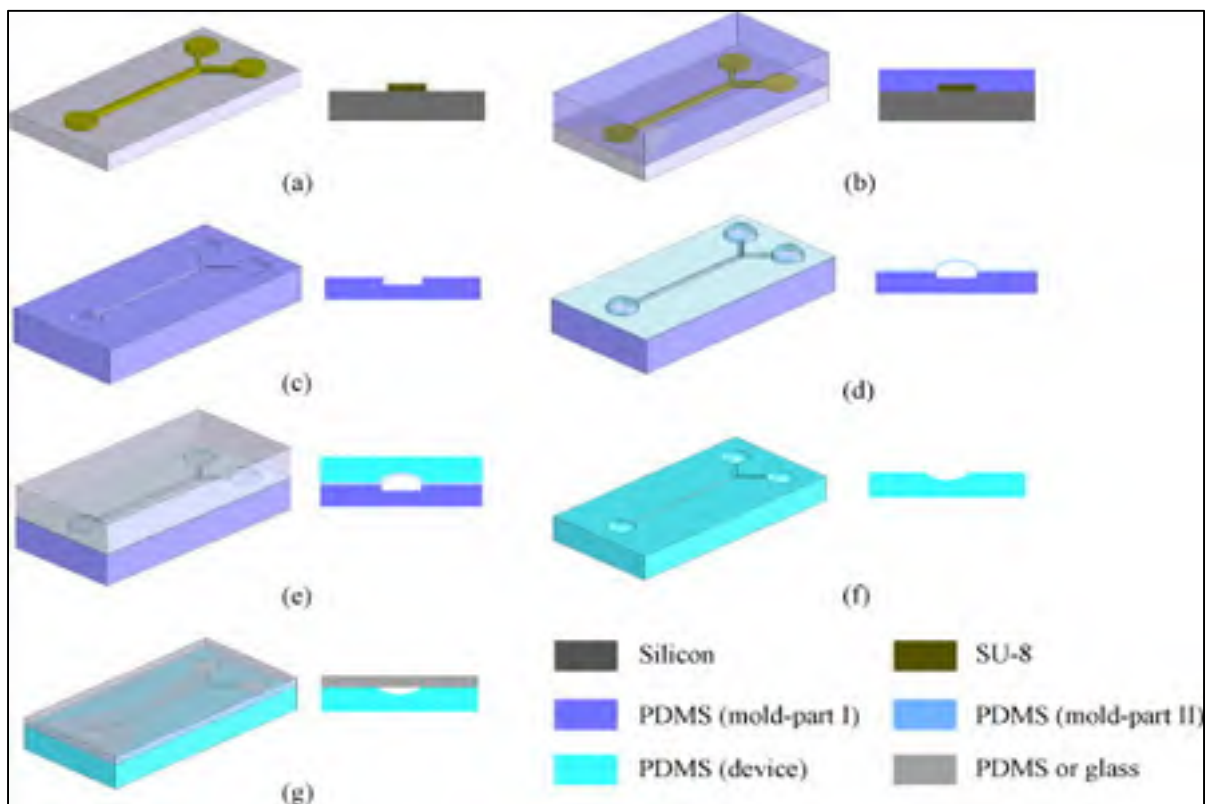 (a)
(b)
(c)
(d)
(e)
(f)
Silicon
SU-8
PDMS (mold-part I)
PDMS (mold-part II)
PDMS (device)
PDMS or glass
(g)